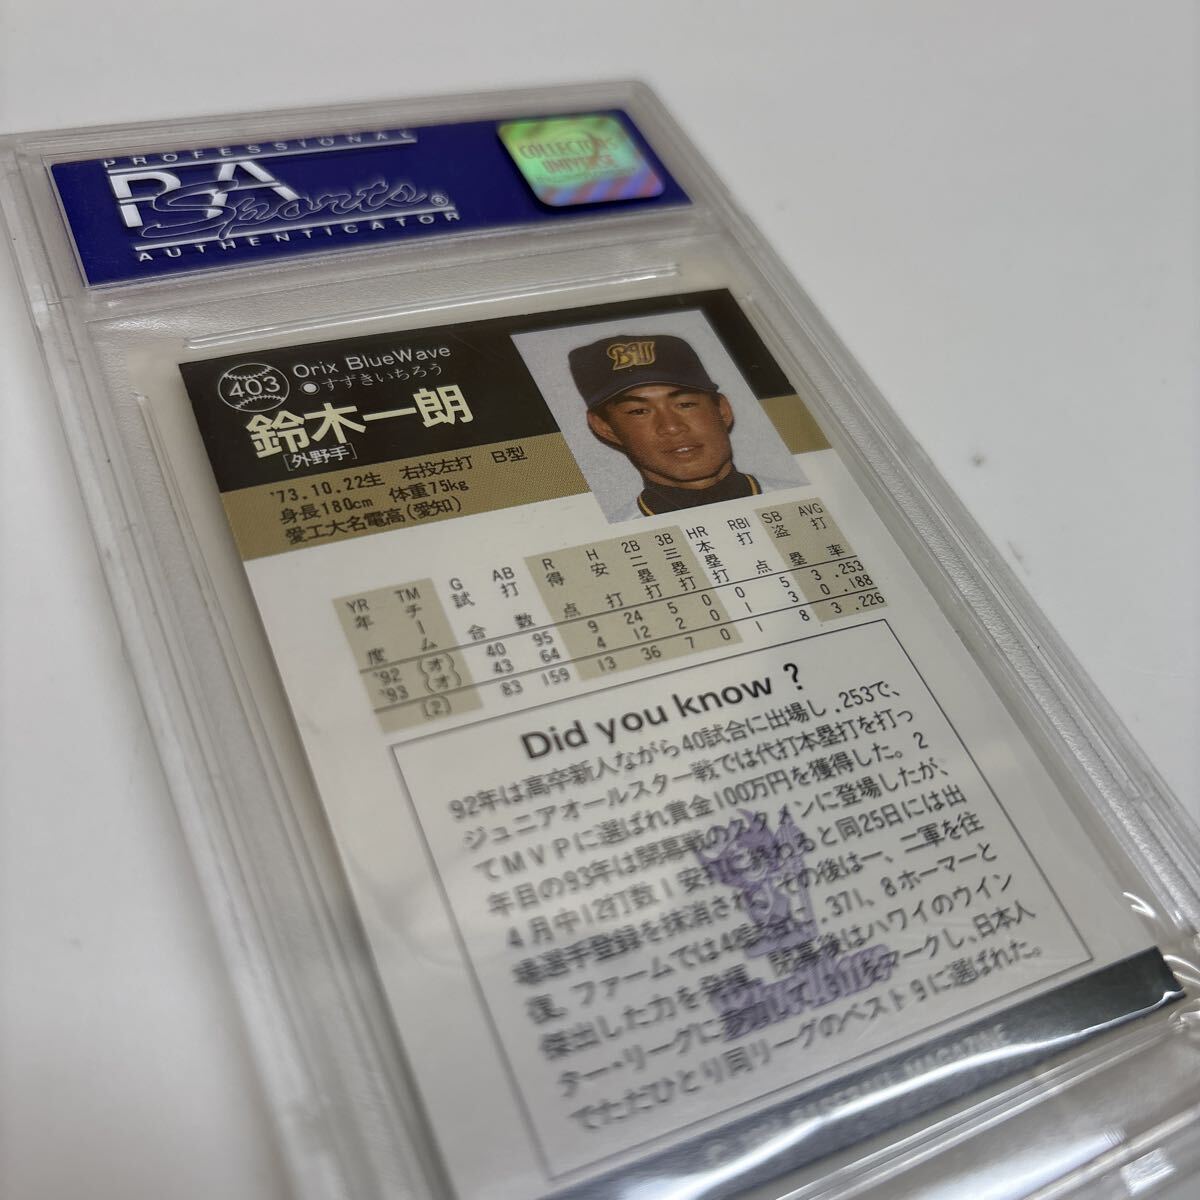 PROFESSIONAL
PSA
Sports®
AUTHENTICATOR
COLLECTORS
UNIVERSE
403
Orix BlueWave
●すずきいちろう
鈴木一朗
[外野手]
'73.10.22生 右投左打 B型
身長180cm 体重75kg
愛工大名電高(愛知)
YR TM G AB R H 2B 3B HR RBI SB AVG
年度 チーム 試合 打数 得点 安打 二塁打 三塁打 本塁打 打点 盗塁 打率
'92 (オ) 40 95 9 24 5 0 0 5 3 .253
'93 (オ) 43 64 4 12 2 0 1 3 0 .188
(2) 83 159 13 36 7 0 1 8 3 .226
Did you know ?
92年は高卒新人ながら40試合に出場し.253で、
ジュニアオールスター戦では代打本塁打を打っ
てMVPに選ばれ賞金100万円を獲得した。2
年目の93年は開幕戦のスタメンに登場したが、
4月中12打数1安打に終わると同25日には出
場選手登録を抹消され、その後は一、二軍を往
復、ファームでは48試合に.371、8ホーマーと
傑出した力を発揮。閉幕後はハワイのウイン
ター・リーグに参加して.311をマークし、日本人
でただひとり同リーグのベスト9に選ばれた。
BASEBALL MAGAZINE